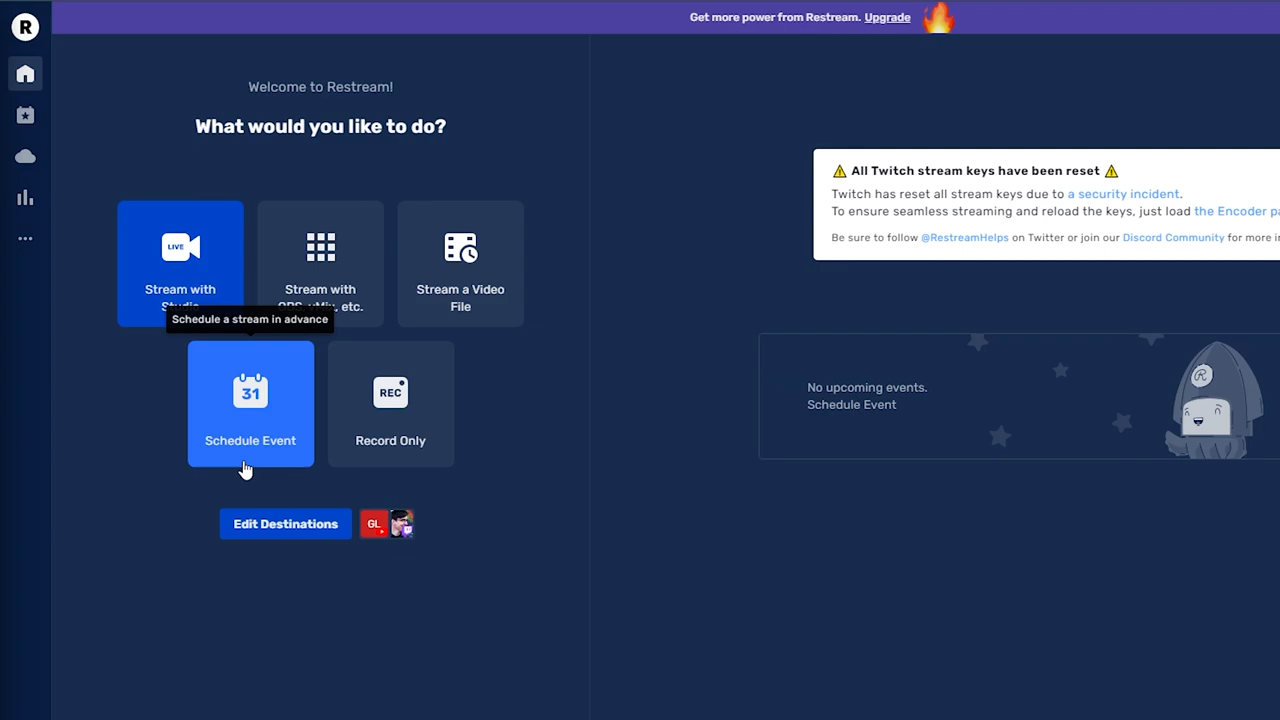 R
Get more power from Restream. Upgrade
Welcome to Restream!
What would you like to do?
LIVE
Stream with
Studio
Stream with
OBS, vMix, etc.
Stream a Video
File
Schedule a stream in advance
31
Schedule Event
REC
Record Only
Edit Destinations
GL
⚠ All Twitch stream keys have been reset ⚠
Twitch has reset all stream keys due to a security incident.
To ensure seamless streaming and reload the keys, just load the Encoder
Be sure to follow @RestreamHelps on Twitter or join our Discord Community for more
No upcoming events.
Schedule Event
R